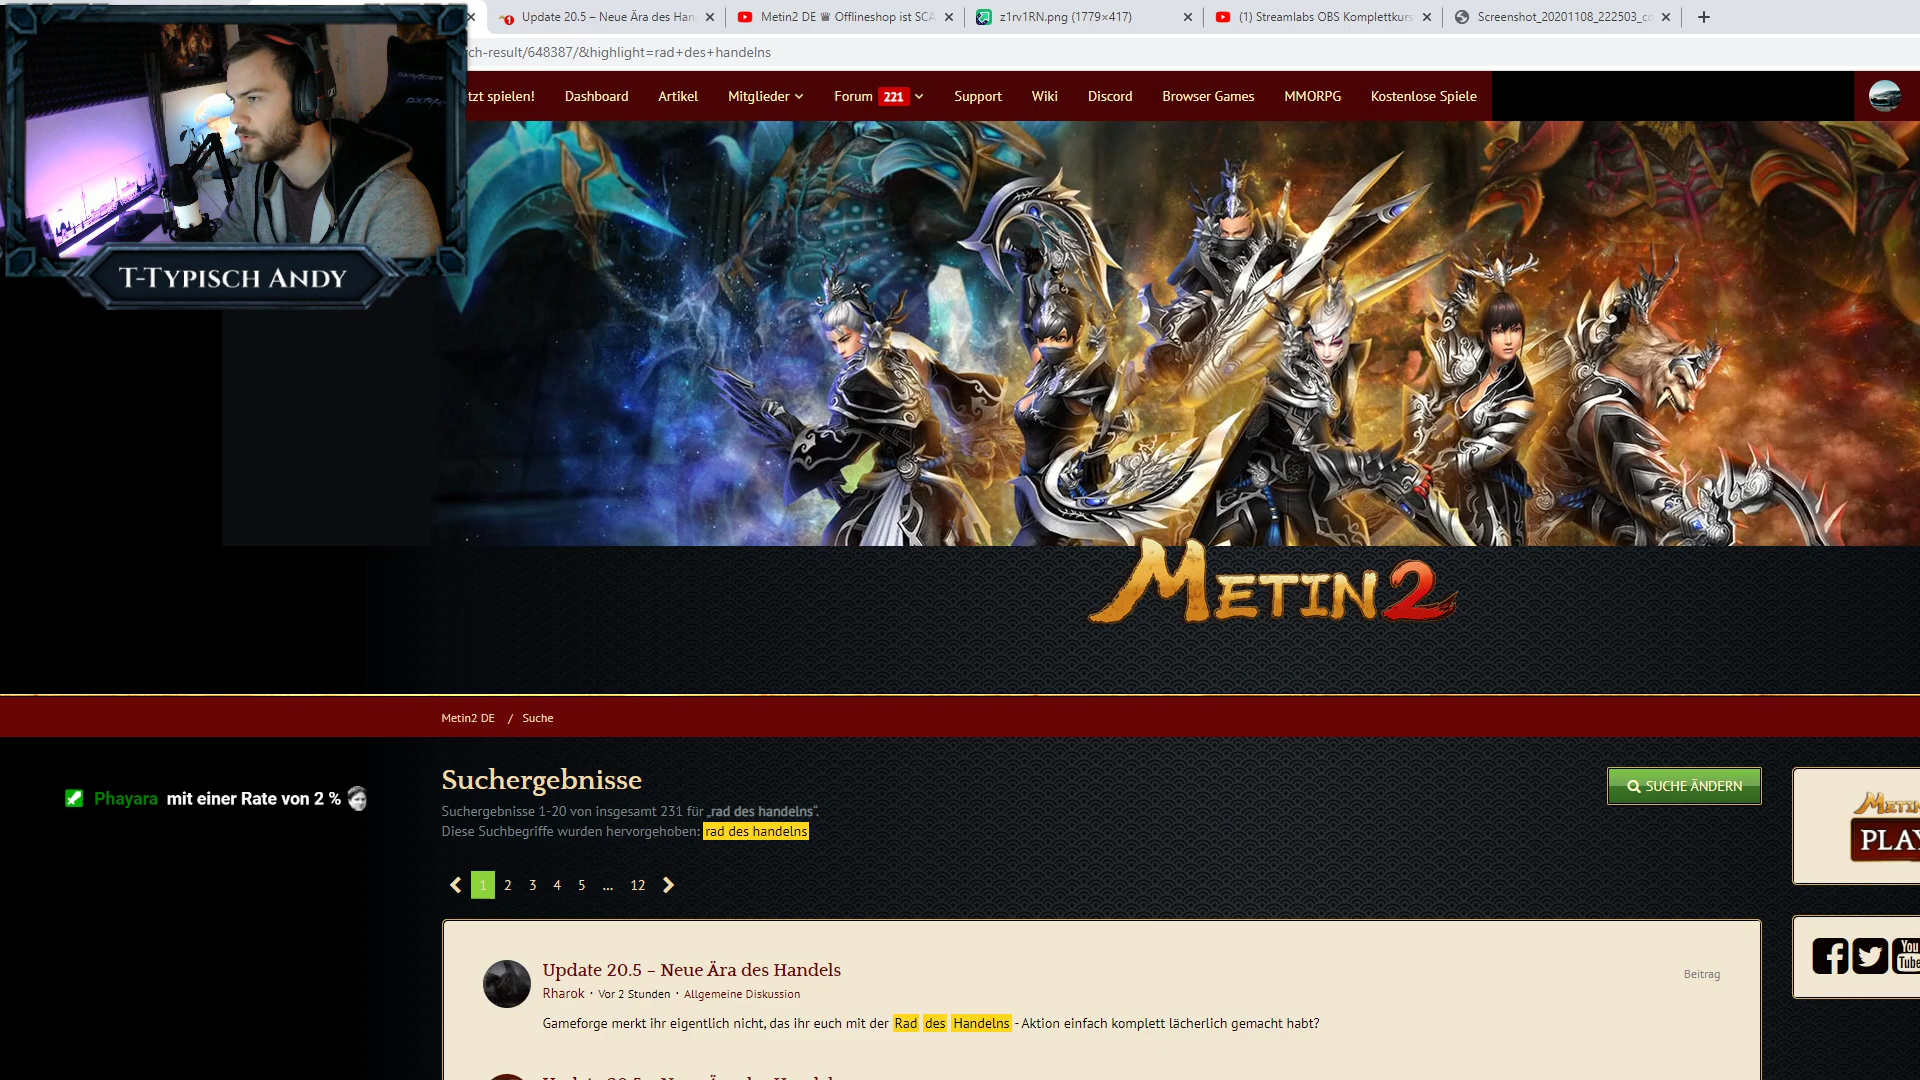 Update 20.5 – Neue Ära des Han
Metin2 DE ♛ Offlineshop ist SCA
z1rv1RN.png (1779×417)
(1) Streamlabs OBS Komplettkurs
Screenshot_20201108_222503_co
ch-result/648387/&highlight=rad+des+handelns
tzt spielen!
Dashboard
Artikel
Mitglieder
Forum 221
Support
Wiki
Discord
Browser Games
MMORPG
Kostenlose Spiele
T-Typisch Andy
Metin2
Metin2 DE / Suche
Phayara mit einer Rate von 2 %
Suchergebnisse
SUCHE ÄNDERN
Suchergebnisse 1-20 von insgesamt 231 für „rad des handelns“.
Diese Suchbegriffe wurden hervorgehoben: rad des handelns
1 2 3 4 5 ... 12
Metin
PLAY
You
Tube
Update 20.5 – Neue Ära des Handels
Beitrag
Rharok · Vor 2 Stunden · Allgemeine Diskussion
Gameforge merkt ihr eigentlich nicht, das ihr euch mit der Rad des Handelns - Aktion einfach komplett lächerlich gemacht habt?